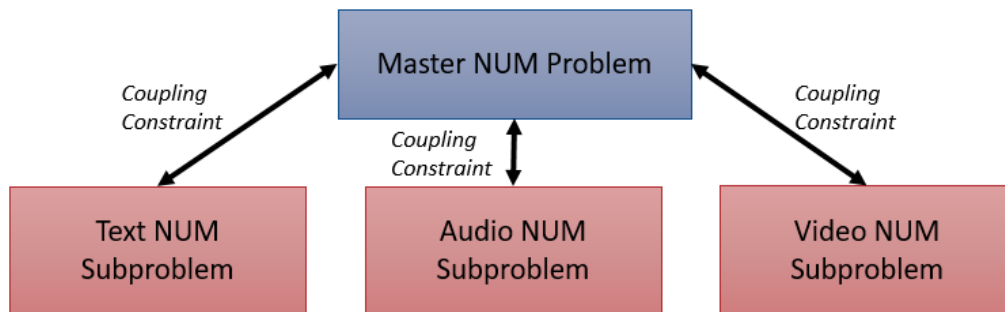 Master NUM Problem
Coupling
Constraint
Coupling
Constraint
Coupling
Constraint
Text NUM
Subproblem
Audio NUM
Subproblem
Video NUM
Subproblem